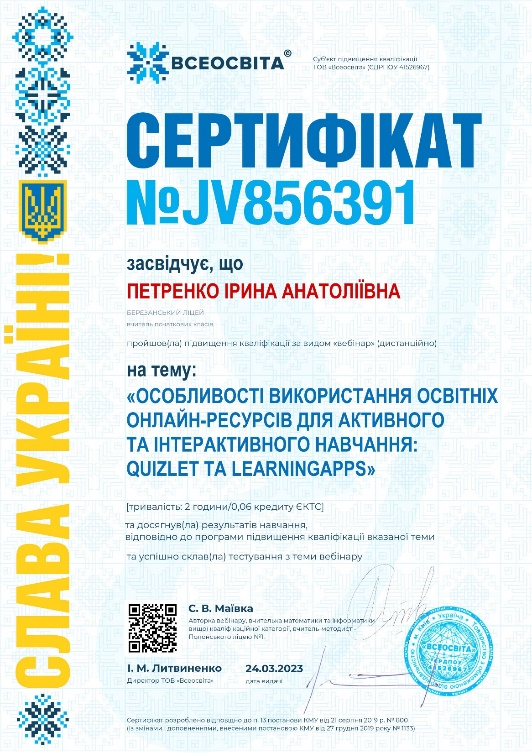 СЛАВА УКРАЇНІ!
ВСЕОСВІТА©
Суб'єкт підвищення кваліфікації
ТОВ «Всеосвіта» (ЄДРПОУ 41526967)
СЕРТИФІКАТ
№JV856391
засвідчує, що
ПЕТРЕНКО ІРИНА АНАТОЛІЇВНА
БЕРЕЗАНСЬКИЙ ЛІЦЕЙ
вчитель початкових класів
пройшов(ла) підвищення кваліфікації за видом «вебінар» (дистанційно)
на тему:
«ОСОБЛИВОСТІ ВИКОРИСТАННЯ ОСВІТНІХ
ОНЛАЙН-РЕСУРСІВ ДЛЯ АКТИВНОГО
ТА ІНТЕРАКТИВНОГО НАВЧАННЯ:
QUIZLET ТА LEARNINGAPPS»
[тривалість: 2 години/0,06 кредиту ЄКТС]
та досягнув(ла) результатів навчання,
відповідно до програми підвищення кваліфікації вказаної теми
та успішно склав(ла) тестування з теми вебінару
С. В. Маївка
Авторка вебінару, вчителька математики та інформатики
вищої кваліфікаційної категорії, вчитель-методист
Полонського ліцею №1.
І. М. Литвиненко
Директор ТОВ «Всеосвіта»
24.03.2023
дата видачі
«ВСЕОСВІТА»
Сертифікат розроблено відповідно до п. 13 постанови КМУ від 21 серпня 2019 р. № 800
(із змінами і доповненнями, внесеними постановою КМУ від 27 грудня 2019 року № 1133)